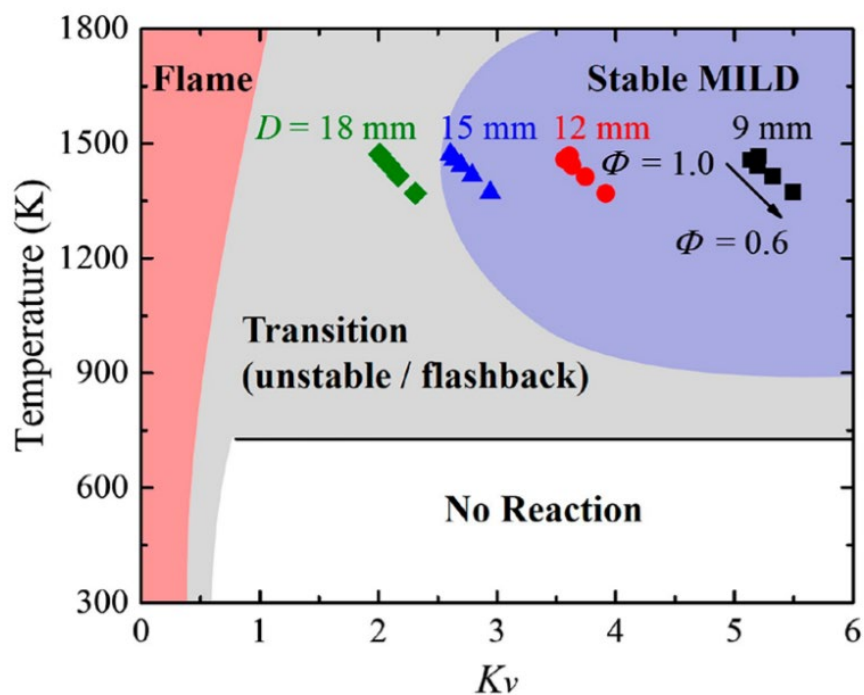 1800
Flame
Stable MILD
D = 18 mm 15 mm 12 mm 9 mm
1500
Φ = 1.0
Φ = 0.6
1200
Transition
(unstable / flashback)
900
600
No Reaction
300
0 1 2 3 4 5 6
Temperature (K)
Kv